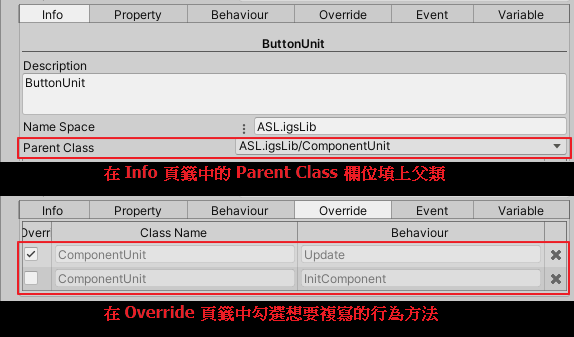 Info Property Behaviour Override Event Variable
ButtonUnit
Description
ButtonUnit
Name Space ⋮ ASL.igsLib
Parent Class ASL.igsLib/ComponentUnit
在 Info 頁籤中的 Parent Class 欄位填上父類
Info Property Behaviour Override Event Variable
Overr Class Name Behaviour
ComponentUnit Update
ComponentUnit InitComponent
在 Override 頁籤中勾選想要複寫的行為方法